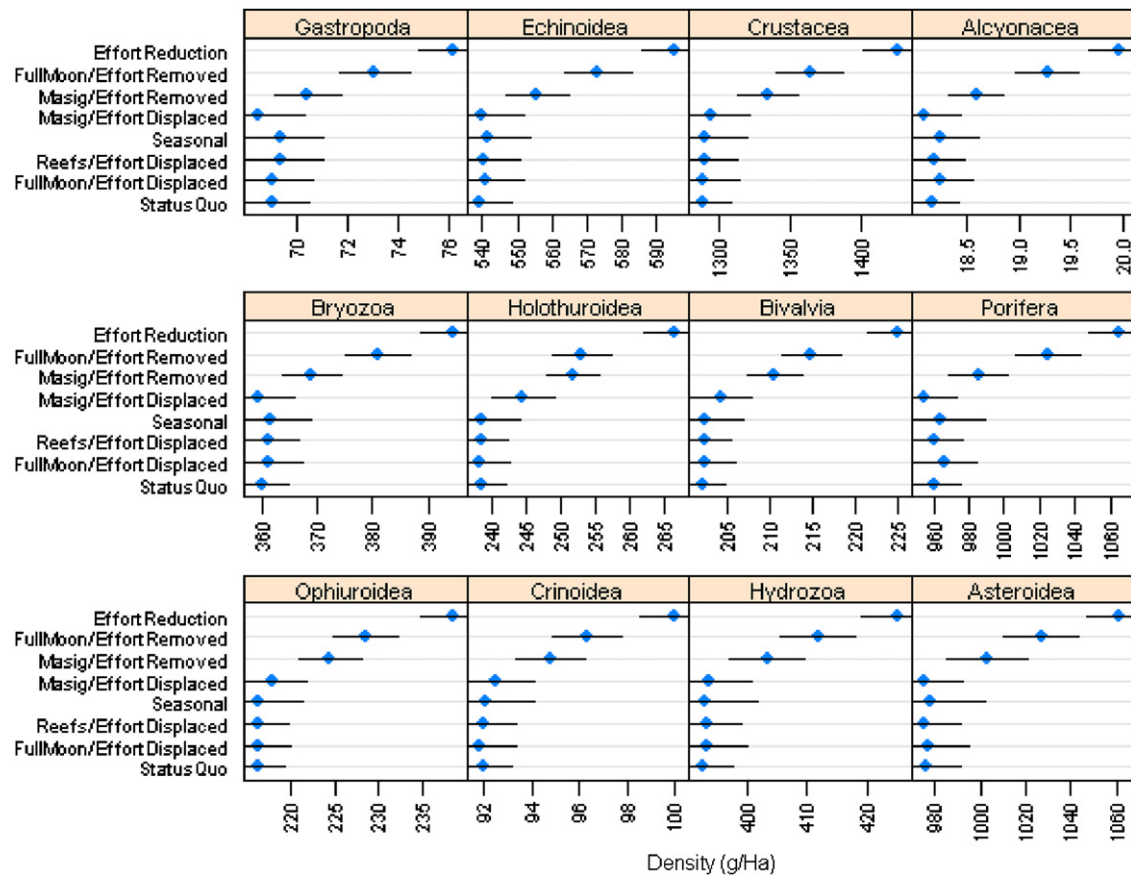 Gastropoda Echinoidea Crustacea Alcyonacea
Effort Reduction
FullMoon/Effort Removed
Masig/Effort Removed
Masig/Effort Displaced
Seasonal
Reefs/Effort Displaced
FullMoon/Effort Displaced
Status Quo
70 72 74 76 540 550 560 570 580 590 1300 1350 1400 18.5 19.0 19.5 20.0
Bryozoa Holothuroidea Bivalvia Porifera
Effort Reduction
FullMoon/Effort Removed
Masig/Effort Removed
Masig/Effort Displaced
Seasonal
Reefs/Effort Displaced
FullMoon/Effort Displaced
Status Quo
360 370 380 390 240 245 250 255 260 265 205 210 215 220 225 960 980 1000 1020 1040 1060
Ophiuroidea Crinoidea Hydrozoa Asteroidea
Effort Reduction
FullMoon/Effort Removed
Masig/Effort Removed
Masig/Effort Displaced
Seasonal
Reefs/Effort Displaced
FullMoon/Effort Displaced
Status Quo
220 225 230 235 92 94 96 98 100 400 410 420 980 1000 1020 1040 1060
Density (g/Ha)